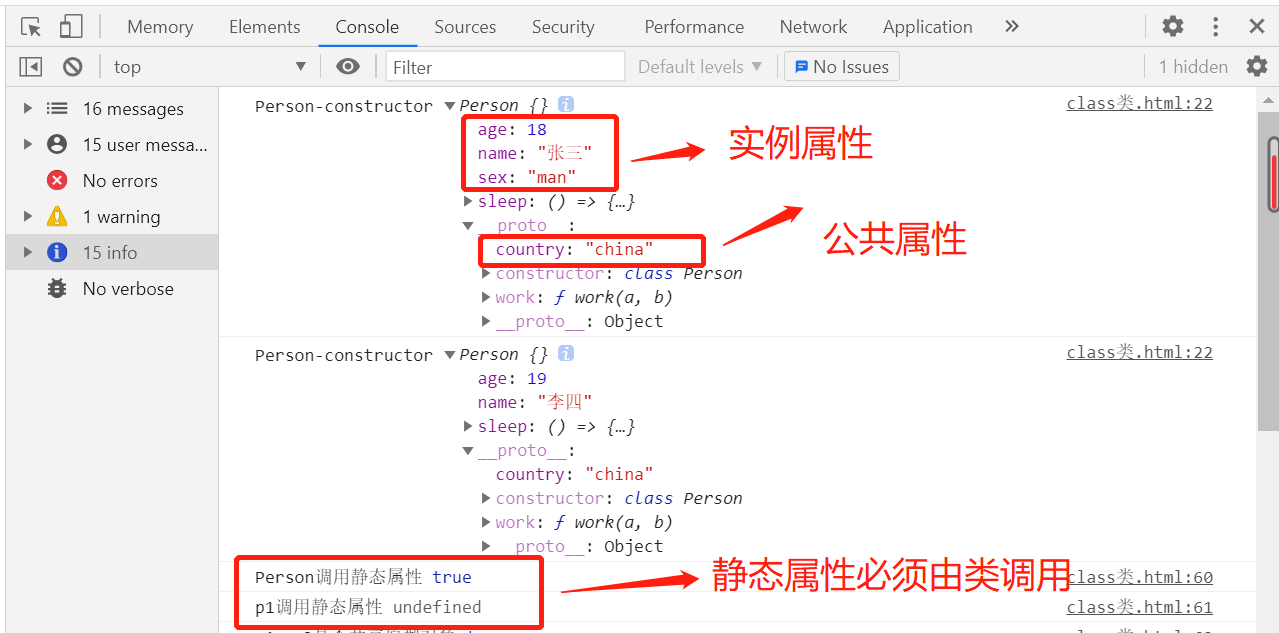 Memory Elements Console Sources Security Performance Network Application
top Filter Default levels No Issues 1 hidden
16 messages
15 user messa...
No errors
1 warning
15 info
No verbose
Person-constructor Person {} i class类.html:22
age: 18
name: "张三"
sex: "man"
实例属性
sleep: () => {…}
__proto__:
country: "china"
公共属性
constructor: class Person
work: ƒ work(a, b)
__proto__: Object
Person-constructor Person {} i class类.html:22
age: 19
name: "李四"
sleep: () => {…}
__proto__:
country: "china"
constructor: class Person
work: ƒ work(a, b)
__proto__: Object
Person调用静态属性 true class类.html:60
静态属性必须由类调用
p1调用静态属性 undefined class类.html:61